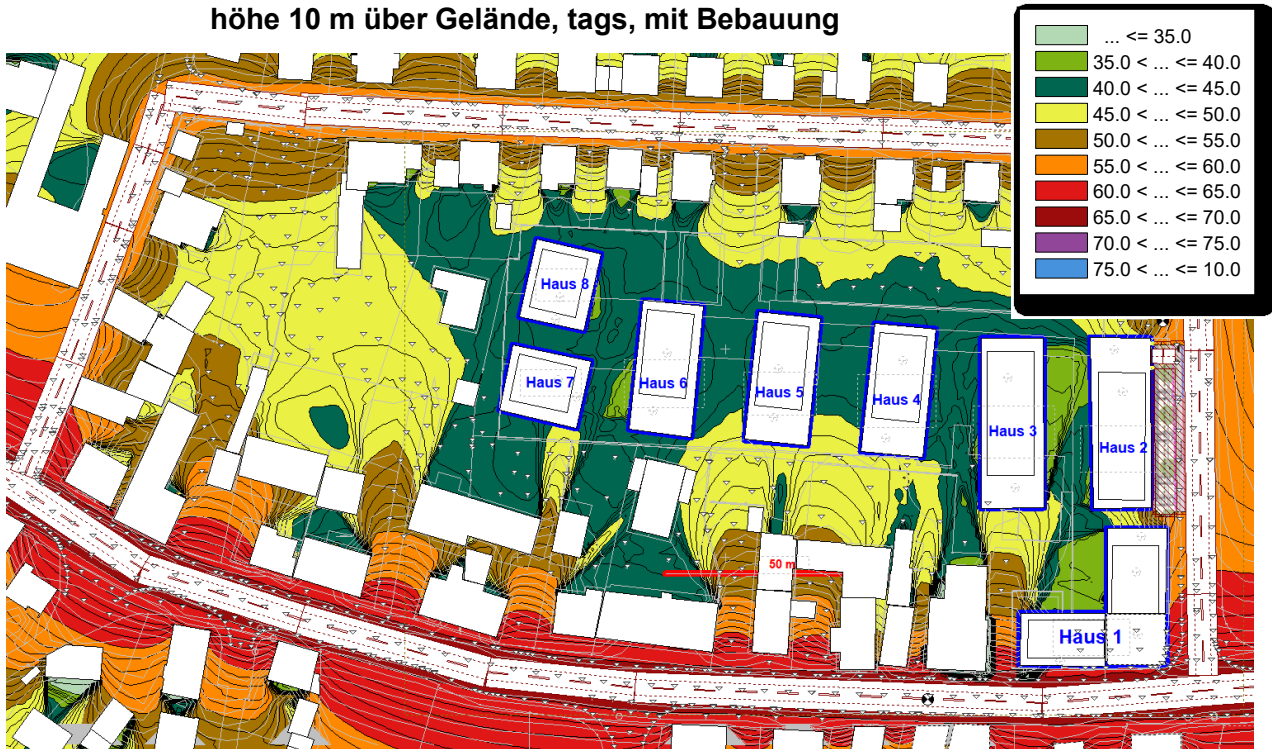 höhe 10 m über Gelände, tags, mit Bebauung
... <= 35.0
35.0 < ... <= 40.0
40.0 < ... <= 45.0
45.0 < ... <= 50.0
50.0 < ... <= 55.0
55.0 < ... <= 60.0
60.0 < ... <= 65.0
65.0 < ... <= 70.0
70.0 < ... <= 75.0
75.0 < ... <= 10.0
Haus 8
Haus 7
Haus 6
Haus 5
Haus 4
Haus 3
Haus 2
50 m
Haus 1